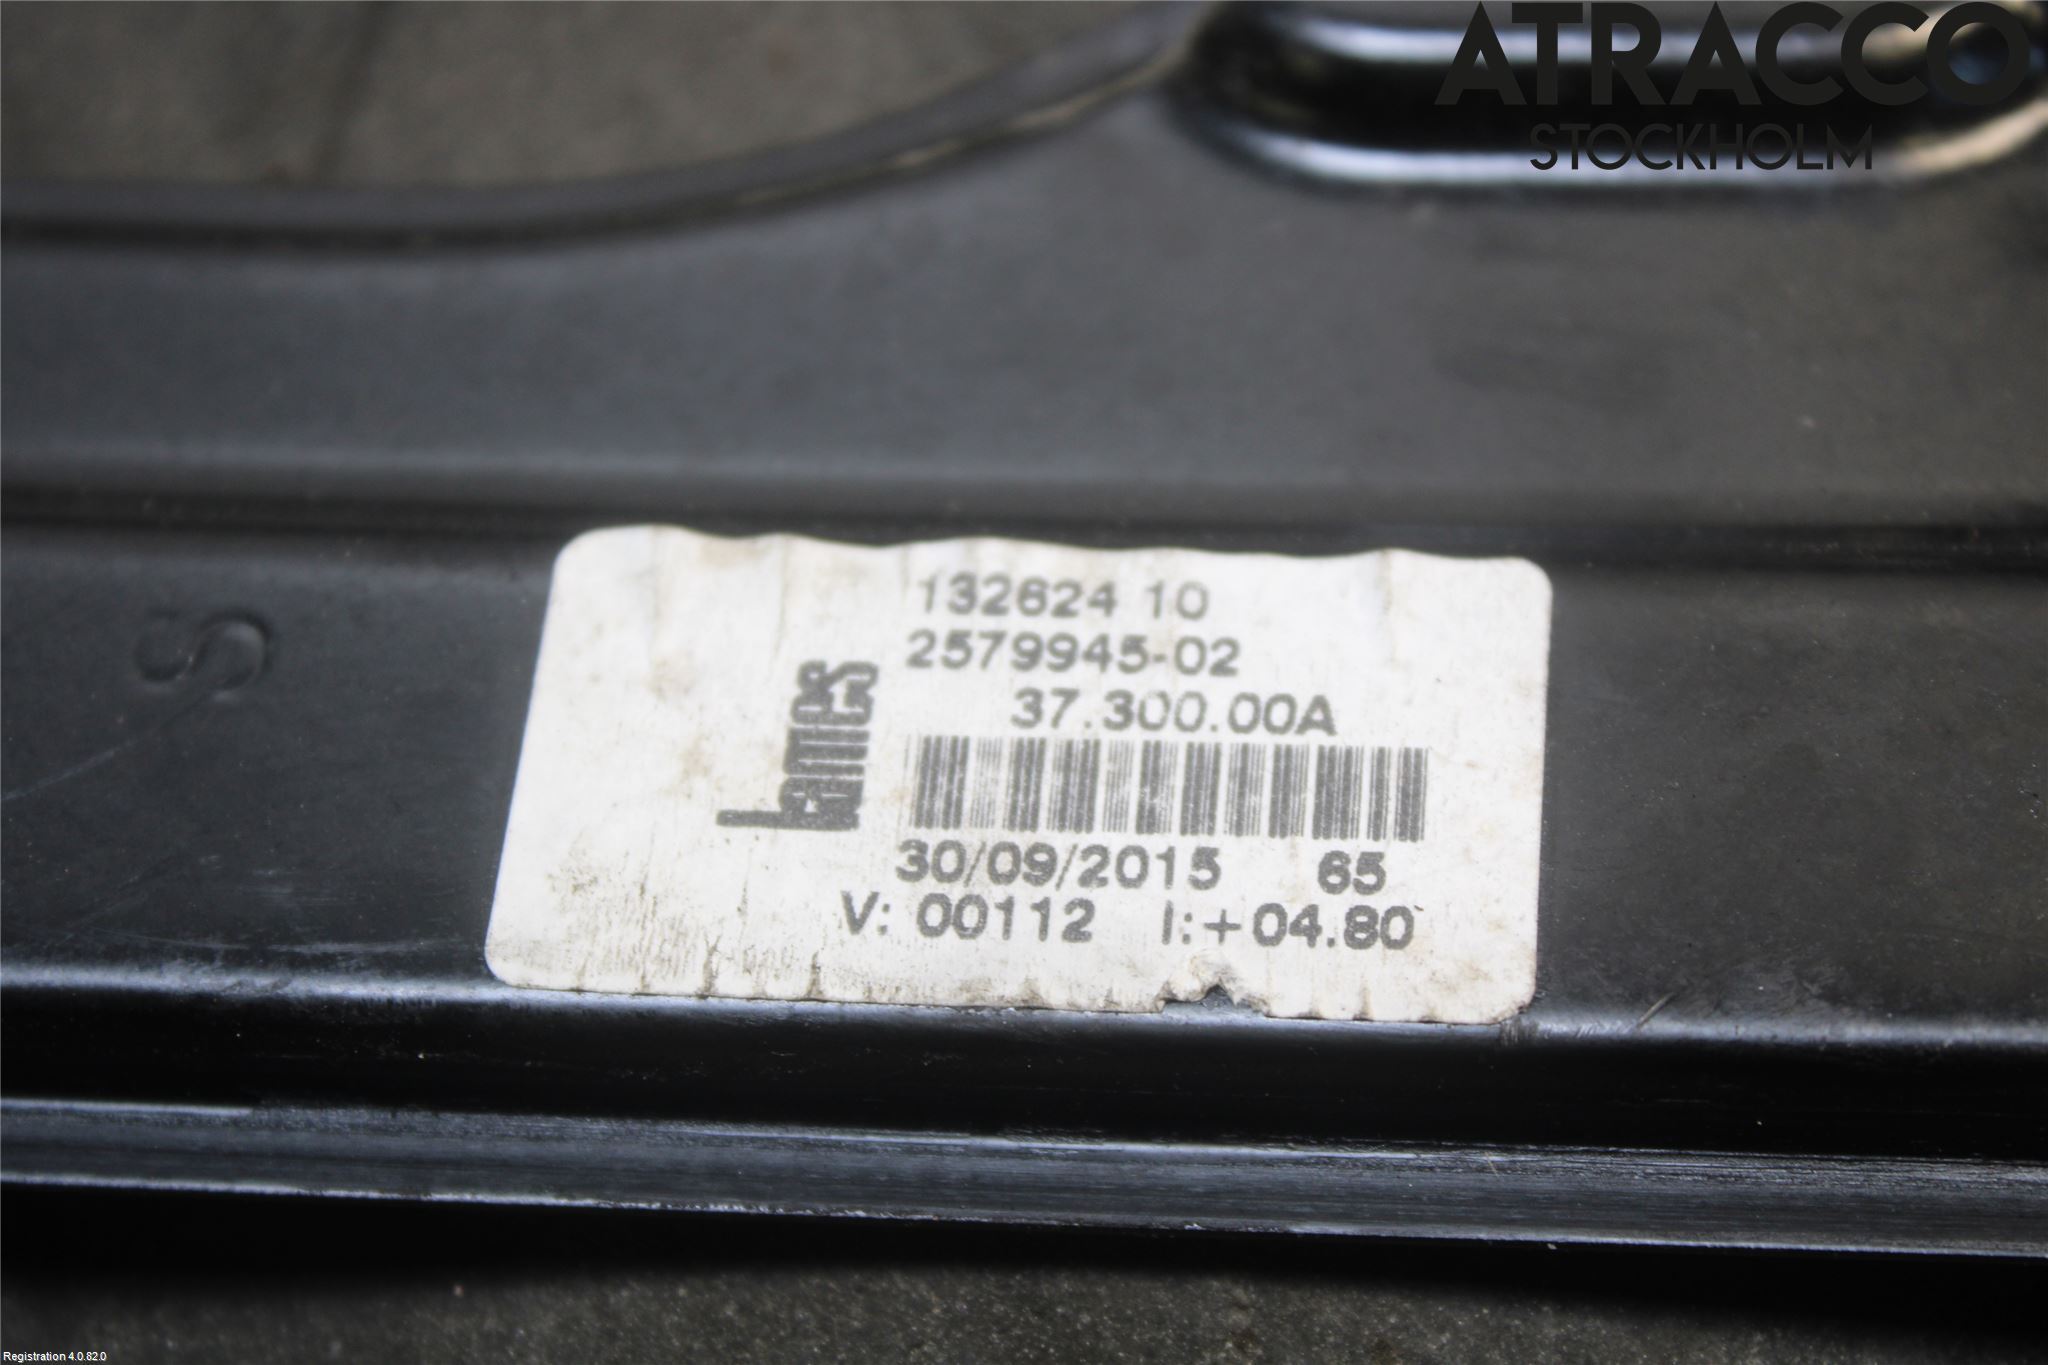 ATRACCO
STOCKHOLM
132624 10
2579945-02
37.300.00A
lames
30/09/2015 65
V: 00112 I:+04.80
S
Registration 4.0.82.0